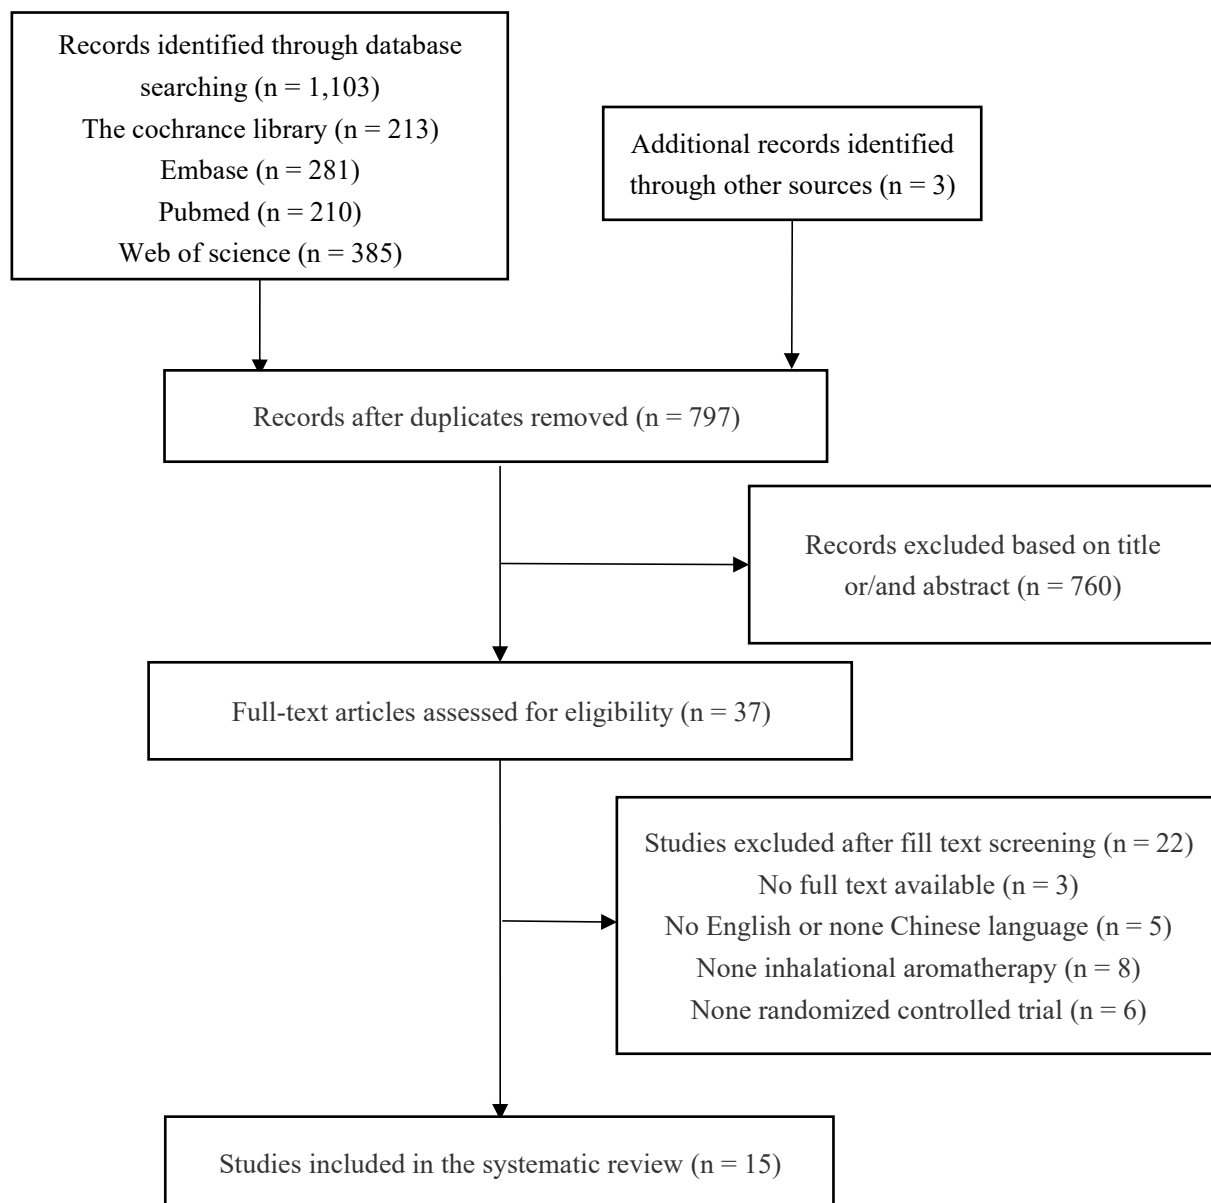 Records identified through database
searching (n = 1,103)
The cochrance library (n = 213)
Embase (n = 281)
Pubmed (n = 210)
Web of science (n = 385)
Additional records identified
through other sources (n = 3)
Records after duplicates removed (n = 797)
Records excluded based on title
or/and abstract (n = 760)
Full-text articles assessed for eligibility (n = 37)
Studies excluded after fill text screening (n = 22)
No full text available (n = 3)
No English or none Chinese language (n = 5)
None inhalational aromatherapy (n = 8)
None randomized controlled trial (n = 6)
Studies included in the systematic review (n = 15)